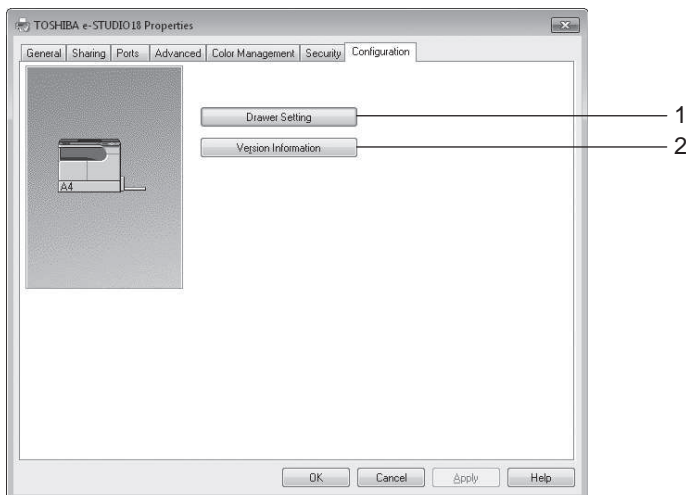 TOSHIBA e-STUDIO18 Properties
General Sharing Ports Advanced Color Management Security Configuration
Drawer Setting 1
Version Information 2
A4
OK Cancel Apply Help